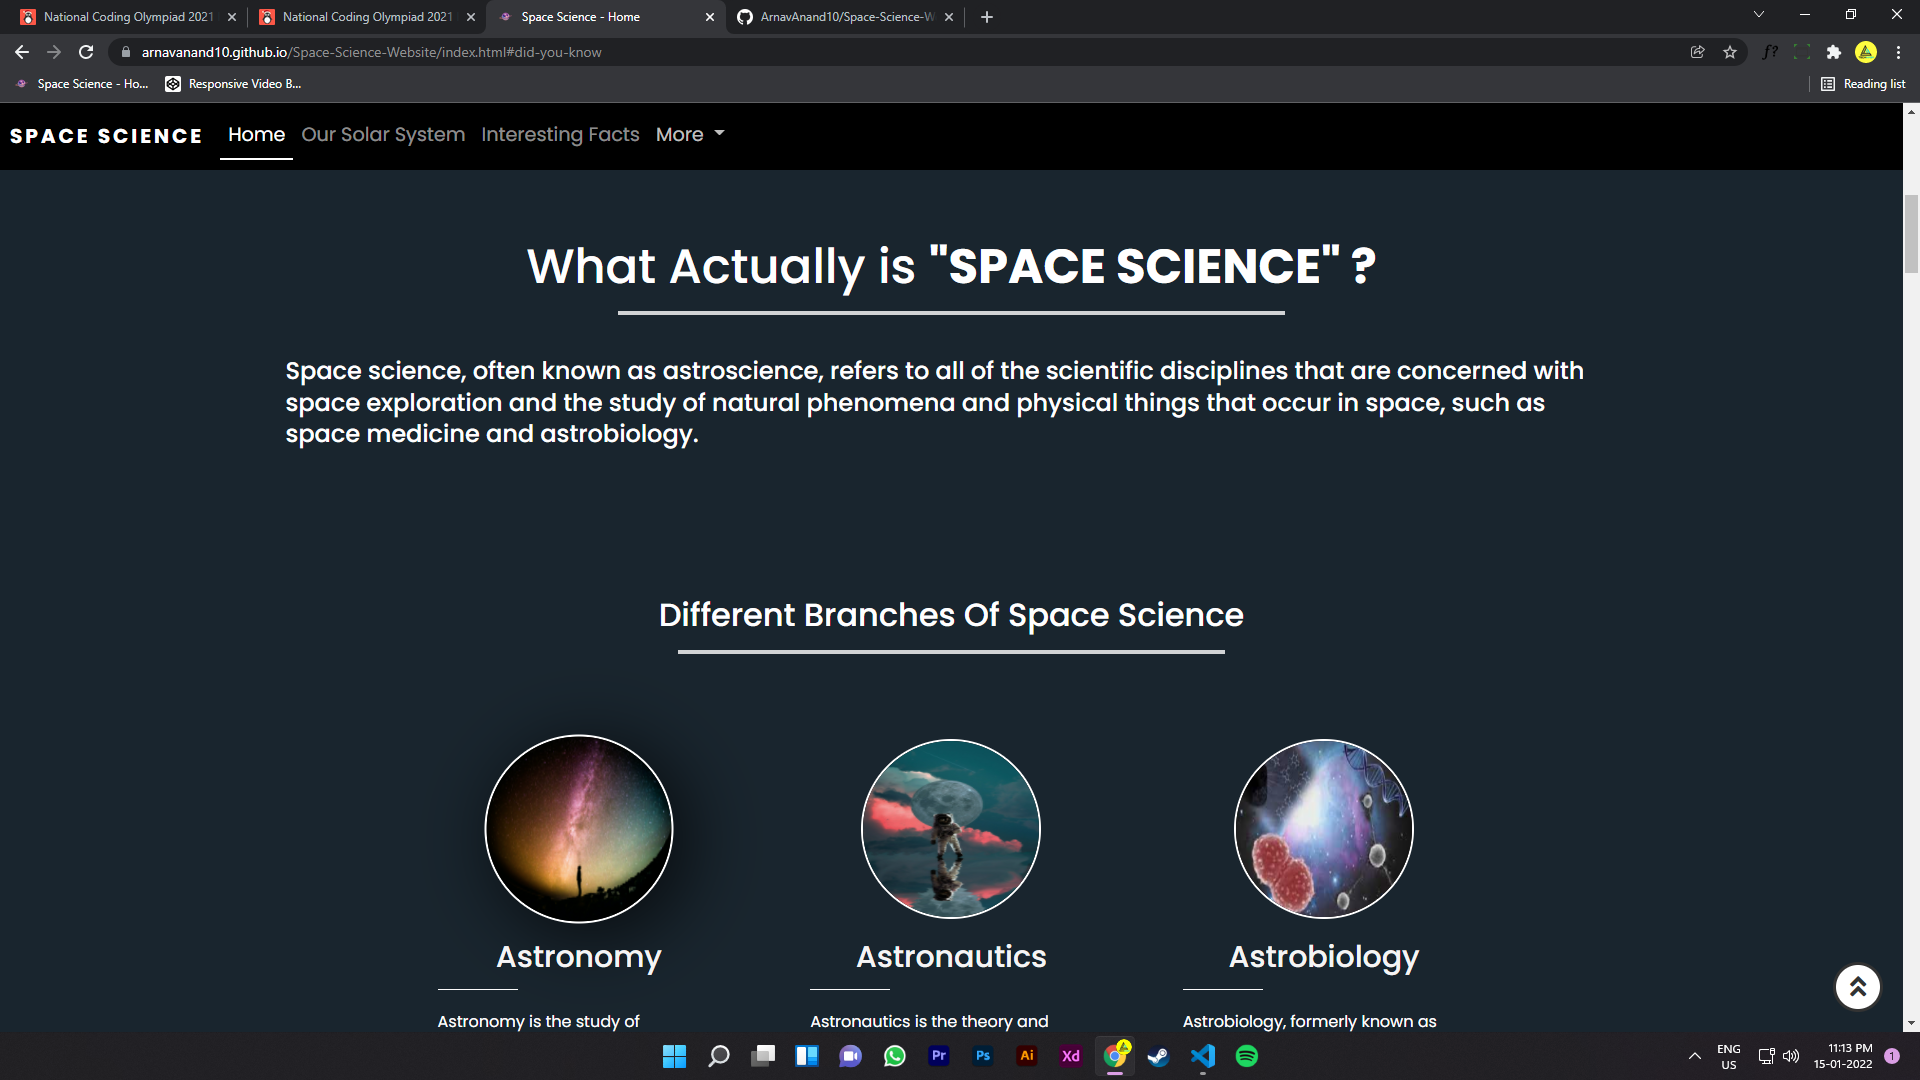 National Coding Olympiad 2021
National Coding Olympiad 2021
Space Science - Home
ArnavAnand10/Space-Science-W
arnavanand10.github.io/Space-Science-Website/index.html#did-you-know
f?
Space Science - Ho...
Responsive Video B...
Reading list
SPACE SCIENCE
Home
Our Solar System
Interesting Facts
More
What Actually is "SPACE SCIENCE" ?
Space science, often known as astroscience, refers to all of the scientific disciplines that are concerned with
space exploration and the study of natural phenomena and physical things that occur in space, such as
space medicine and astrobiology.
Different Branches Of Space Science
Astronomy
Astronautics
Astrobiology
Astronomy is the study of
Astronautics is the theory and
Astrobiology, formerly known as
Pr
Ps
Ai
Xd
ENG
US
11:13 PM
15-01-2022
1